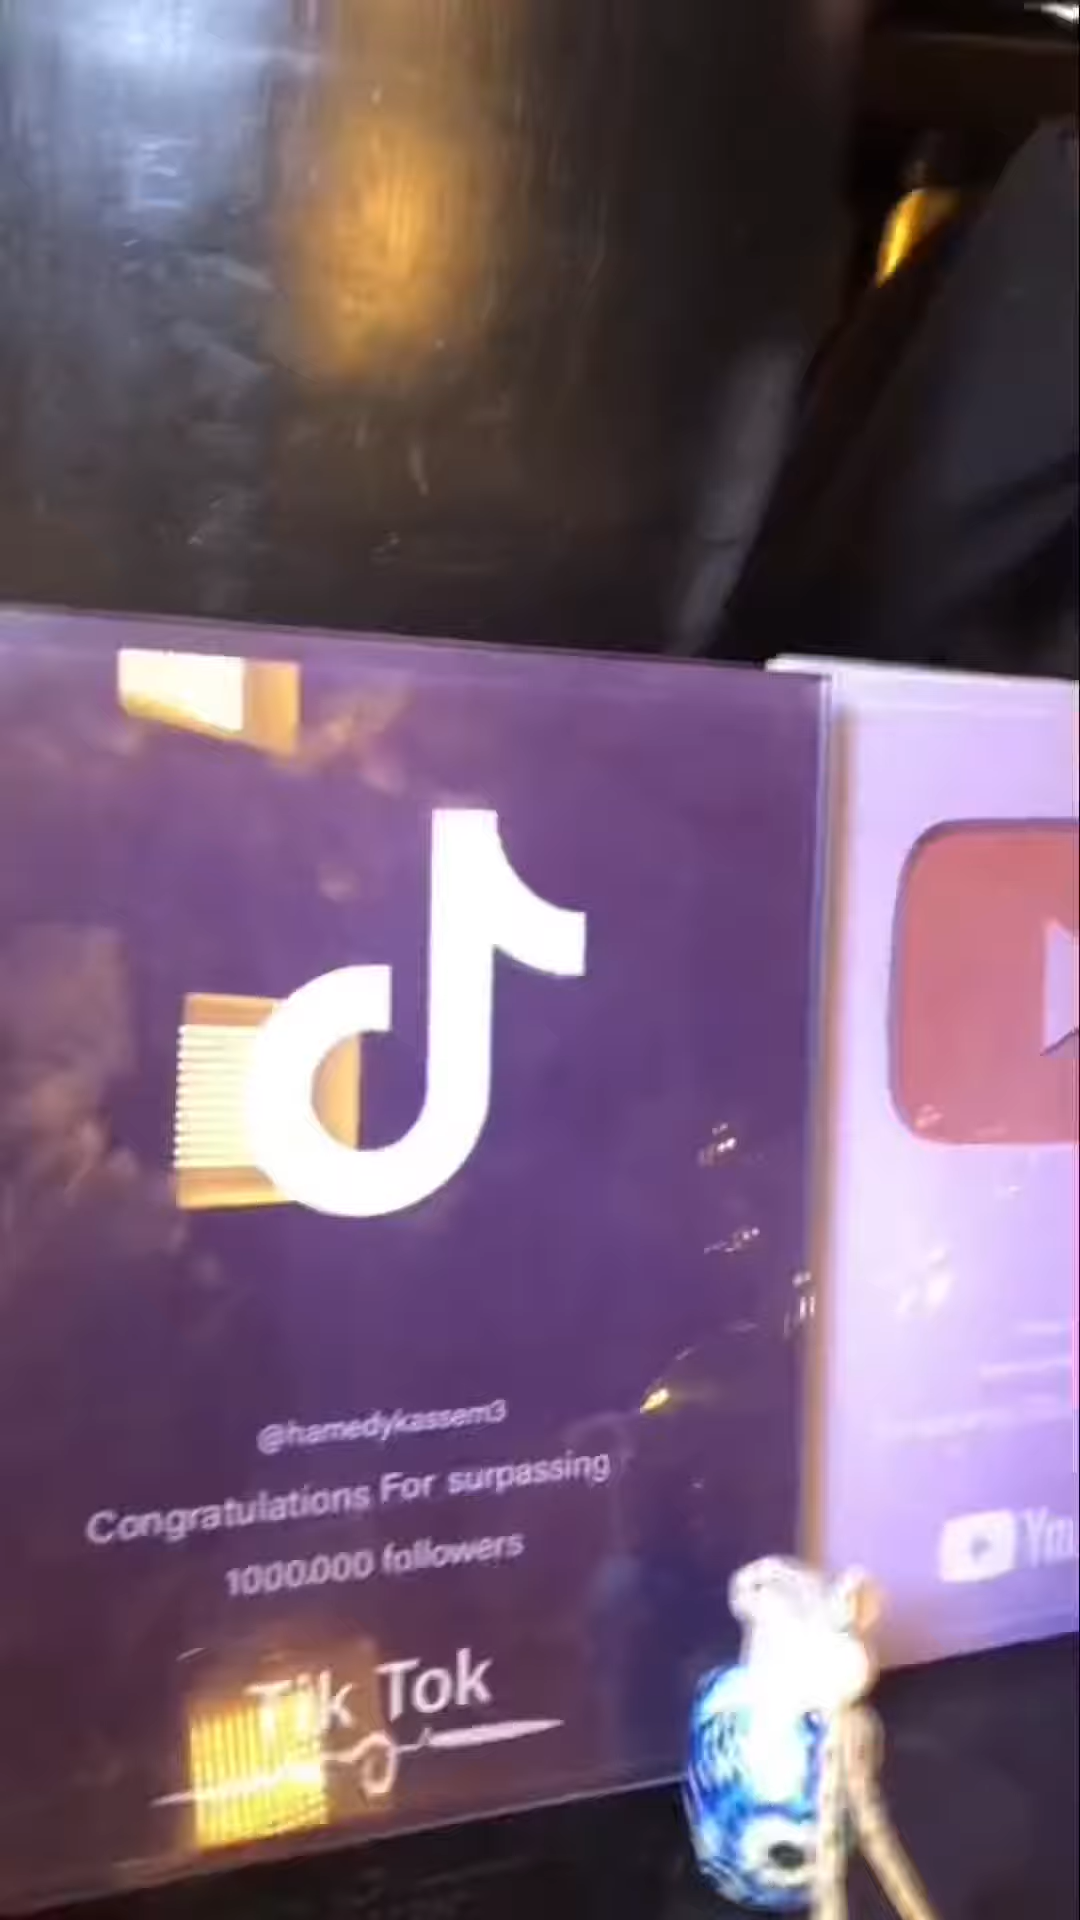 @hamedykassem3
Congratulations For surpassing
1000.000 followers
Tik Tok